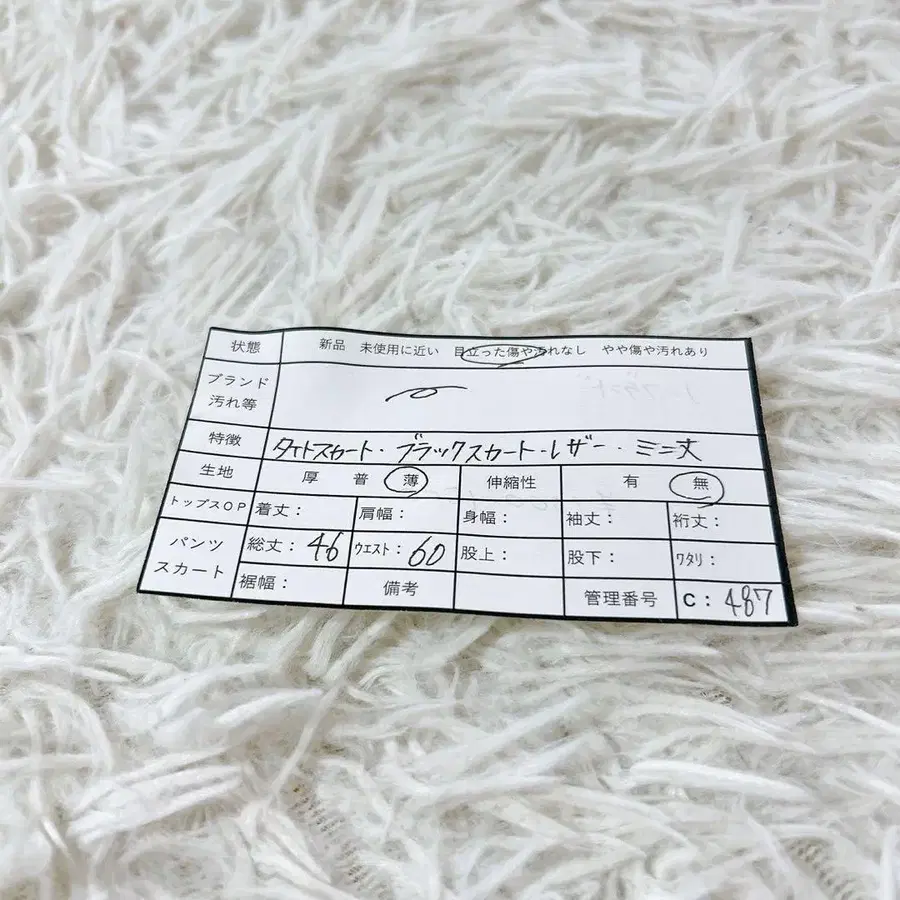 状態 新品 未使用に近い 目立った傷や汚れなし やや傷や汚れあり
ブランド
汚れ等
特徴 タイトスカート・ブラックスカート・レザー・ミニ丈
生地 厚 普 薄 伸縮性 有 無
トップスOP 着丈: 肩幅: 身幅: 袖丈: 裄丈:
パンツ
スカート
総丈: 46 ウエスト: 60 股上: 股下: ワタリ:
裾幅: 備考 管理番号 C: 487